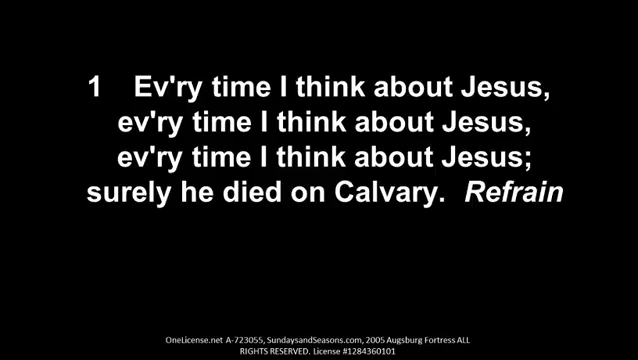 1 Ev'ry time I think about Jesus,
ev'ry time I think about Jesus,
ev'ry time I think about Jesus;
surely he died on Calvary. Refrain
OneLicense.net A-723055, SundaysandSeasons.com, 2005 Augsburg Fortress ALL
RIGHTS RESERVED. License #1284360101